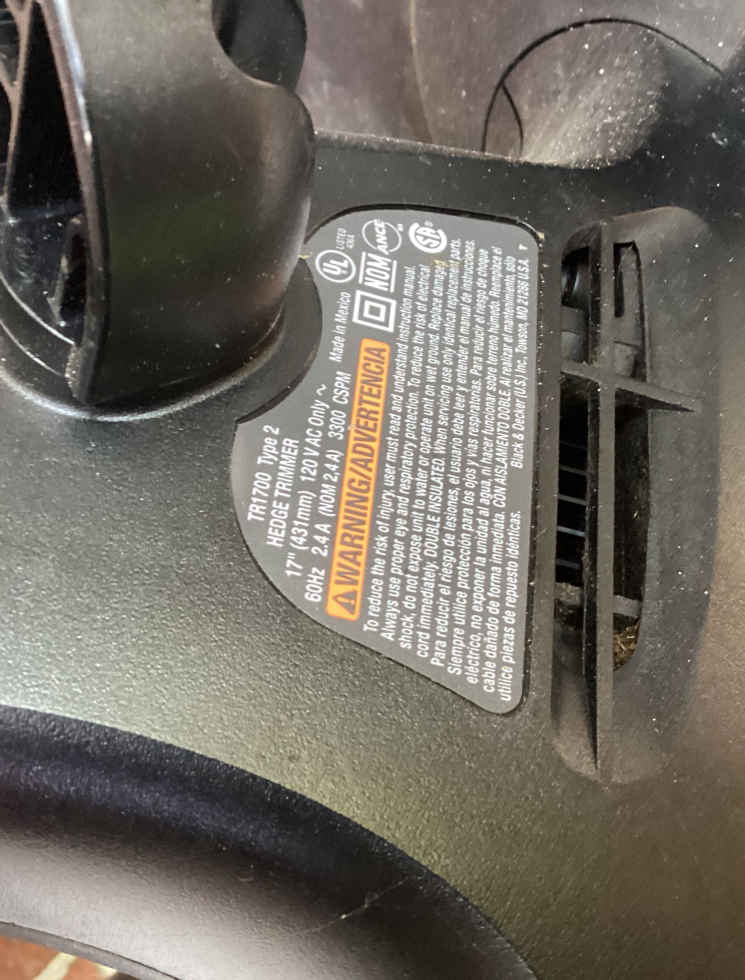 TR1700 Type 2
HEDGE TRIMMER
17" (431mm) 120 V AC Only ~
60Hz 2.4 A (NOM 2.4 A) 3300 CSPM Made in Mexico
UL
LISTED
NOM
ANCE
⚠WARNING/ADVERTENCIA
To reduce the risk of injury, user must read and understand instruction manual.
Always use proper eye and respiratory protection. To reduce the risk of electrical
shock, do not expose unit to water or operate unit on wet ground. Replace damaged
cord immediately. DOUBLE INSULATED. When servicing use only identical replacement parts.
Para reducir el riesgo de lesiones, el usuario debe leer y entender el manual de instrucciones.
Siempre utilice protección para los ojos y vías respiratorias. Para reducir el riesgo de choque
eléctrico, no exponer la unidad al agua, ni hacer funcionar sobre terreno húmedo. Reemplace el
cable dañado de forma inmediata. CON AISLAMIENTO DOBLE. Al realizar el mantenimiento, sólo
utilice piezas de repuesto idénticas. Black & Decker (U.S.) Inc., Towson, MD 21286 U.S.A.